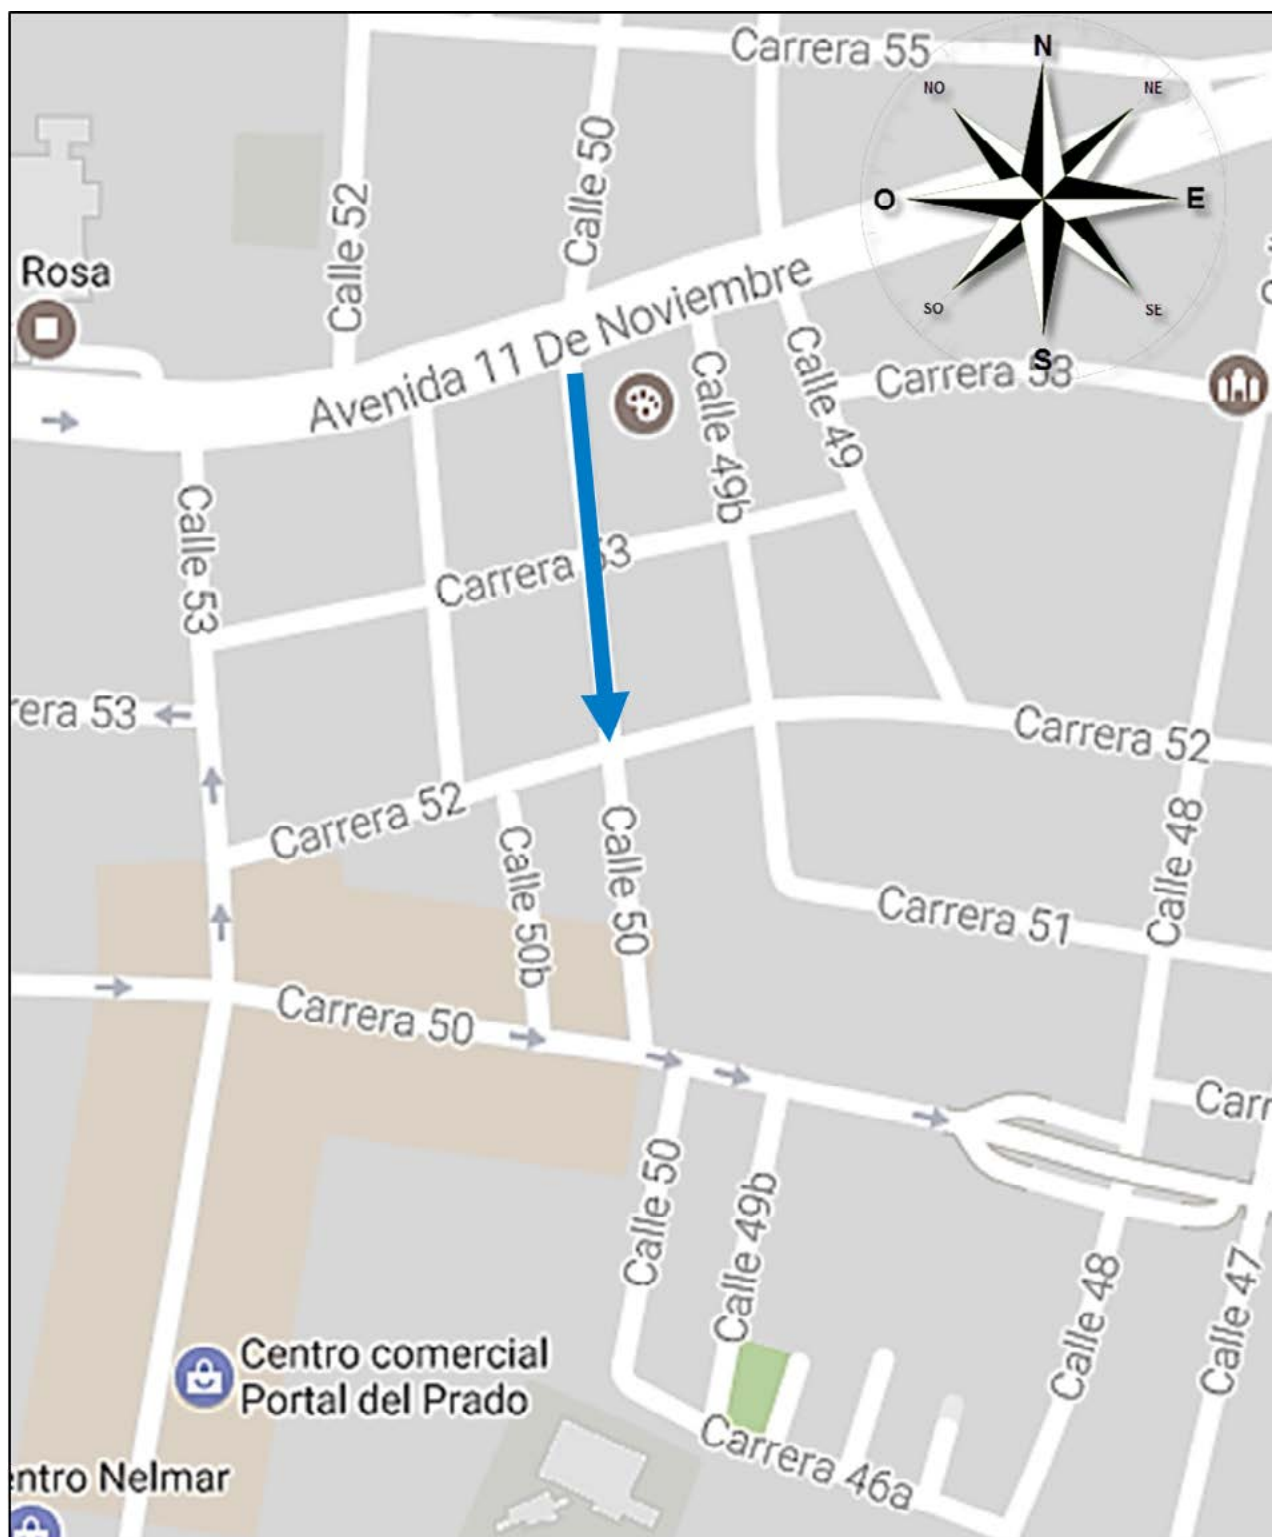 Carrera 55
N
NO
NE
Calle 50
Calle 52
O
E
Rosa
Avenida 11 De Noviembre
SO
SE
S
Calle 49b
Calle 49
Carrera 53
Calle 53
Carrera 53
rera 53
Carrera 52
Carrera 52
Calle 50b
Calle 50
Calle 48
Carrera 51
Carrera 50
Carr
Calle 50
Calle 49b
Calle 48
Calle 47
Centro comercial
Portal del Prado
Carrera 46a
entro Nelmar